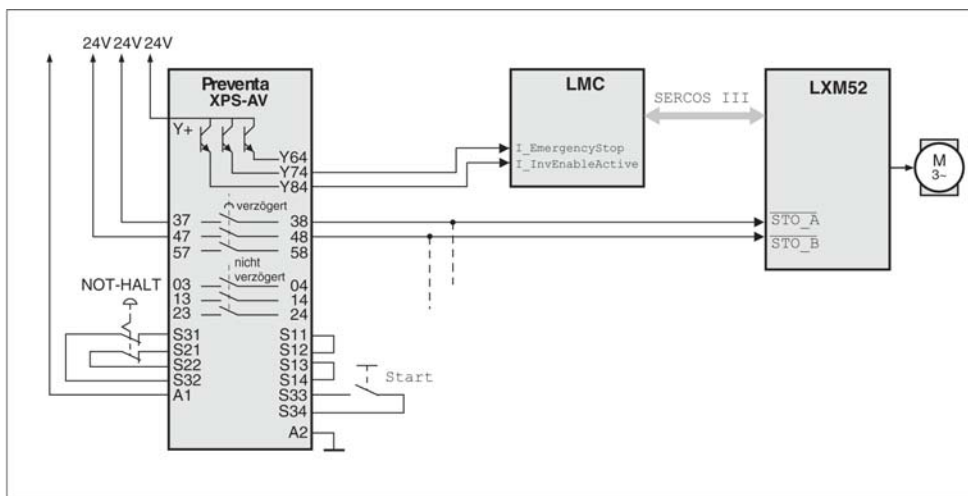 24V 24V 24V
Preventa
XPS-AV
LMC
LXM52
SERCOS III
Y+
Y64
Y74
Y84
I_EmergencyStop
I_InvEnableActive
M
3~
verzögert
37 38
47 48
57 58
STO_A
STO_B
nicht
verzögert
NOT-HALT
03 04
13 14
23 24
S31 S11
S21 S12
S22 S13
S32 S14
Start
A1 S33
S34
A2